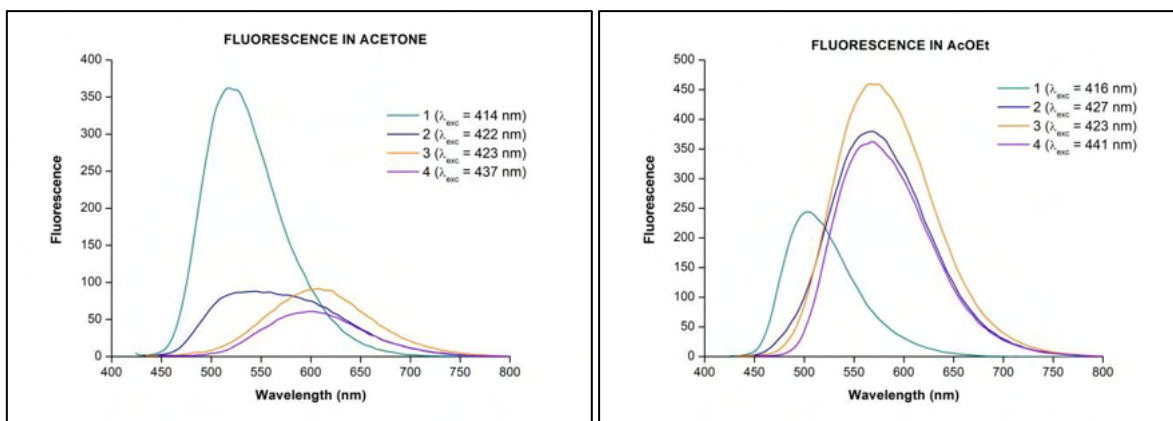 FLUORESCENCE IN ACETONE
400
350
300
250
200
150
100
50
0
Fluorescence
1 (λexc = 414 nm)
2 (λexc = 422 nm)
3 (λexc = 423 nm)
4 (λexc = 437 nm)
400 450 500 550 600 650 700 750 800
Wavelength (nm)
FLUORESCENCE IN AcOEt
500
450
400
350
300
250
200
150
100
50
0
Fluorescence
1 (λexc = 416 nm)
2 (λexc = 427 nm)
3 (λexc = 423 nm)
4 (λexc = 441 nm)
400 450 500 550 600 650 700 750 800
Wavelength (nm)